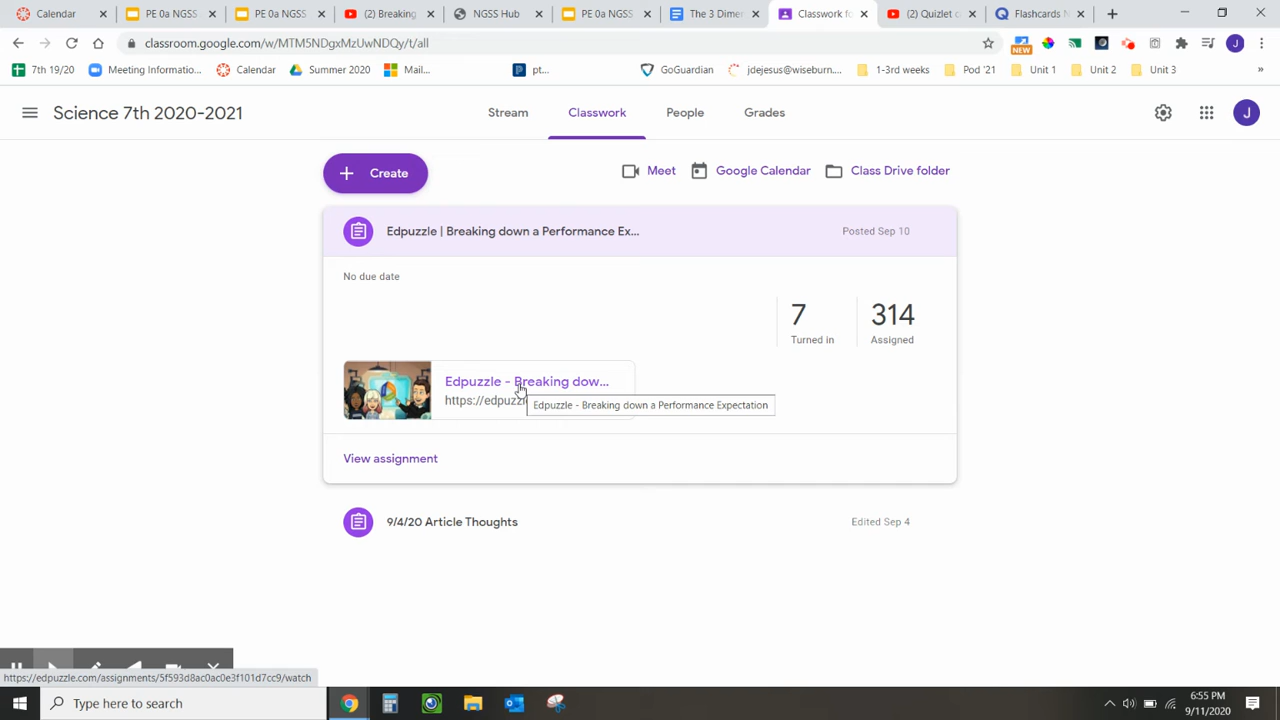 Calendar
PE 0a NGSS
PE 0a NGSS
(2) Breaking
NGSS Hub
PE 0a NGSS
The 3 Dimer
Classwork fo
(2) Quizlet c
Flashcards N
classroom.google.com/w/MTM5NDgxMzUwNDQy/t/all
NEW
J
7th 19/20
Meeting Informatio...
Calendar
Summer 2020
Mail...
pt...
GoGuardian
jdejesus@wiseburn....
1-3rd weeks
Pod '21
Unit 1
Unit 2
Unit 3
»
Science 7th 2020-2021
Stream
Classwork
People
Grades
J
+ Create
Meet
Google Calendar
Class Drive folder
Edpuzzle | Breaking down a Performance Ex...
Posted Sep 10
No due date
7
Turned in
314
Assigned
Edpuzzle - Breaking dow...
https://edpuzzl
Edpuzzle - Breaking down a Performance Expectation
View assignment
9/4/20 Article Thoughts
Edited Sep 4
https://edpuzzle.com/assignments/5f593d8ac0ac0e3f101d7cc9/watch
Type here to search
6:55 PM
9/11/2020